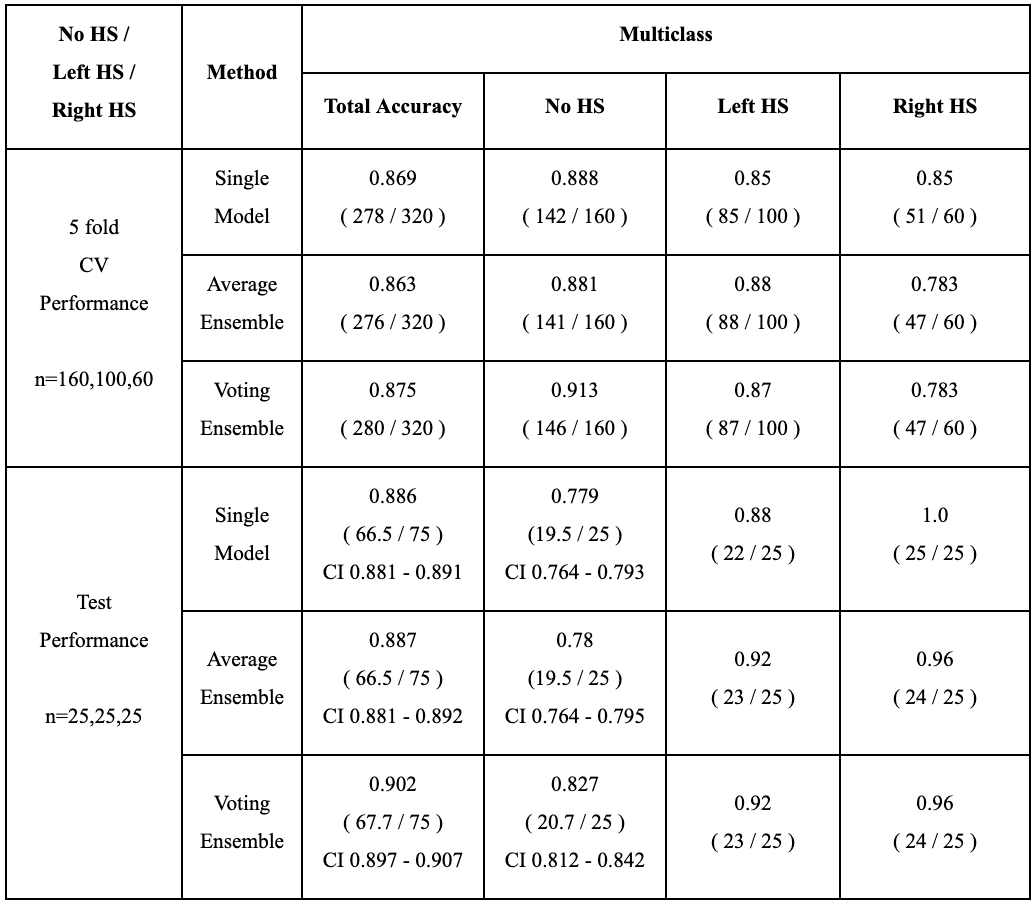 No HS /
Left HS /
Right HS
Method
Multiclass
Total Accuracy
No HS
Left HS
Right HS
5 fold
CV
Performance
n=160,100,60
Single
Model
0.869
( 278 / 320 )
0.888
( 142 / 160 )
0.85
( 85 / 100 )
0.85
( 51 / 60 )
Average
Ensemble
0.863
( 276 / 320 )
0.881
( 141 / 160 )
0.88
( 88 / 100 )
0.783
( 47 / 60 )
Voting
Ensemble
0.875
( 280 / 320 )
0.913
( 146 / 160 )
0.87
( 87 / 100 )
0.783
( 47 / 60 )
Test
Performance
n=25,25,25
Single
Model
0.886
( 66.5 / 75 )
CI 0.881 - 0.891
0.779
(19.5 / 25 )
CI 0.764 - 0.793
0.88
( 22 / 25 )
1.0
( 25 / 25 )
Average
Ensemble
0.887
( 66.5 / 75 )
CI 0.881 - 0.892
0.78
(19.5 / 25 )
CI 0.764 - 0.795
0.92
( 23 / 25 )
0.96
( 24 / 25 )
Voting
Ensemble
0.902
( 67.7 / 75 )
CI 0.897 - 0.907
0.827
( 20.7 / 25 )
CI 0.812 - 0.842
0.92
( 23 / 25 )
0.96
( 24 / 25 )